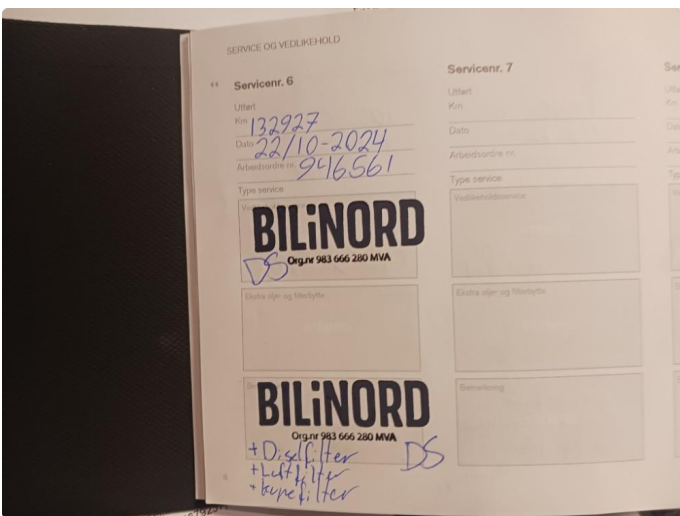 SERVICE OG VEDLIKEHOLD
Servicenr. 6
Utført
Km 132927
Dato 22/10-2024
Arbeidsordre nr. 946561
Type service
BILiNORD
Org.nr 983 666 280 MVA
DS
Ekstra olje- og filterbytte
BILiNORD
Org.nr 983 666 280 MVA
DS
+Diselfilter
+Luftfilter
+kupefilter
6
Servicenr. 7
Utført
Km
Dato
Arbeidsordre nr.
Type service
Vedlikeholdsservice
Ekstra olje- og filterbytte
Bemerkning